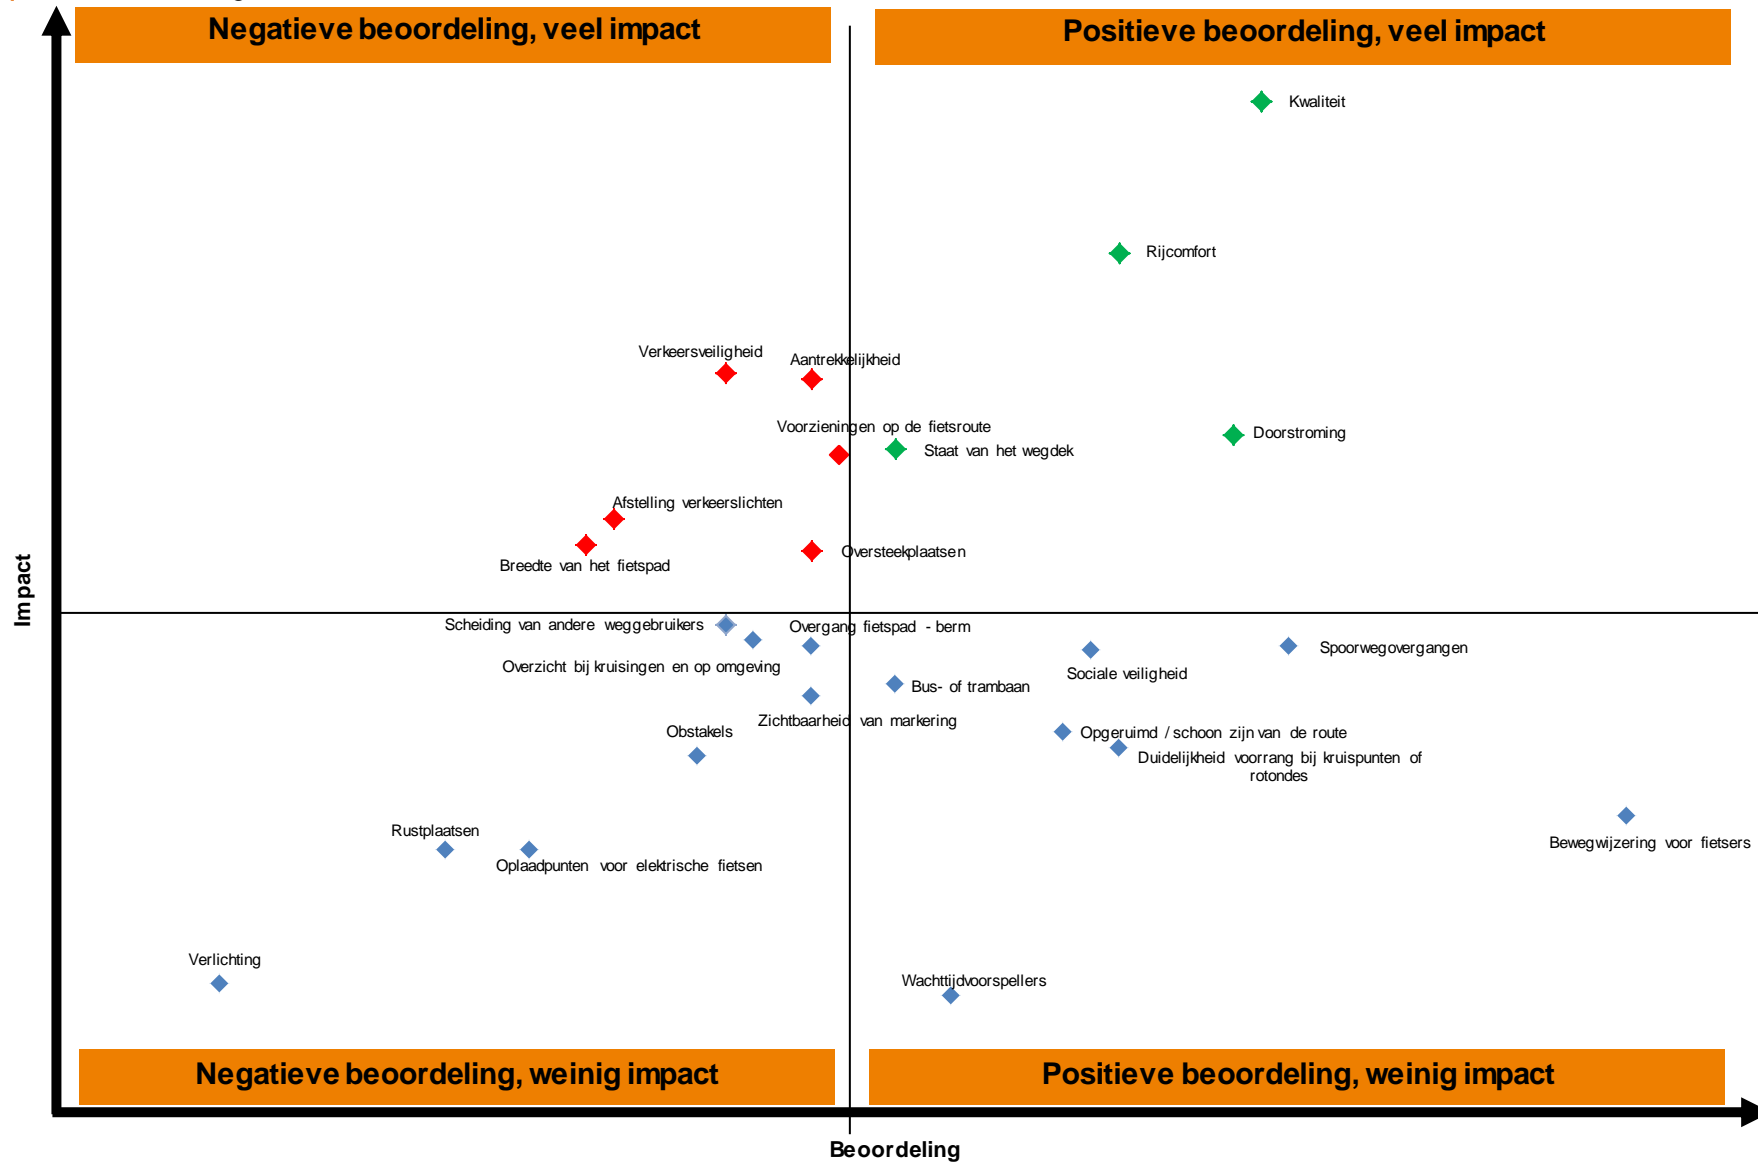 Negatieve beoordeling, veel impact
Positieve beoordeling, veel impact
Kwaliteit
Rijcomfort
Verkeersveiligheid
Aantrekkelijkheid
Voorzieningen op de fietsroute
Doorstroming
Staat van het wegdek
Afstelling verkeerslichten
Oversteekplaatsen
Breedte van het fietspad
Impact
Scheiding van andere weggebruikers
Overgang fietspad - berm
Spoorwegovergangen
Overzicht bij kruisingen en op omgeving
Sociale veiligheid
Bus- of trambaan
Zichtbaarheid van markering
Obstakels
Opgeruimd / schoon zijn van de route
Duidelijkheid voorrang bij kruispunten of
rotondes
Rustplaatsen
Bewegwijzering voor fietsers
Oplaadpunten voor elektrische fietsen
Verlichting
Wachttijdvoorspellers
Negatieve beoordeling, weinig impact
Positieve beoordeling, weinig impact
Beoordeling